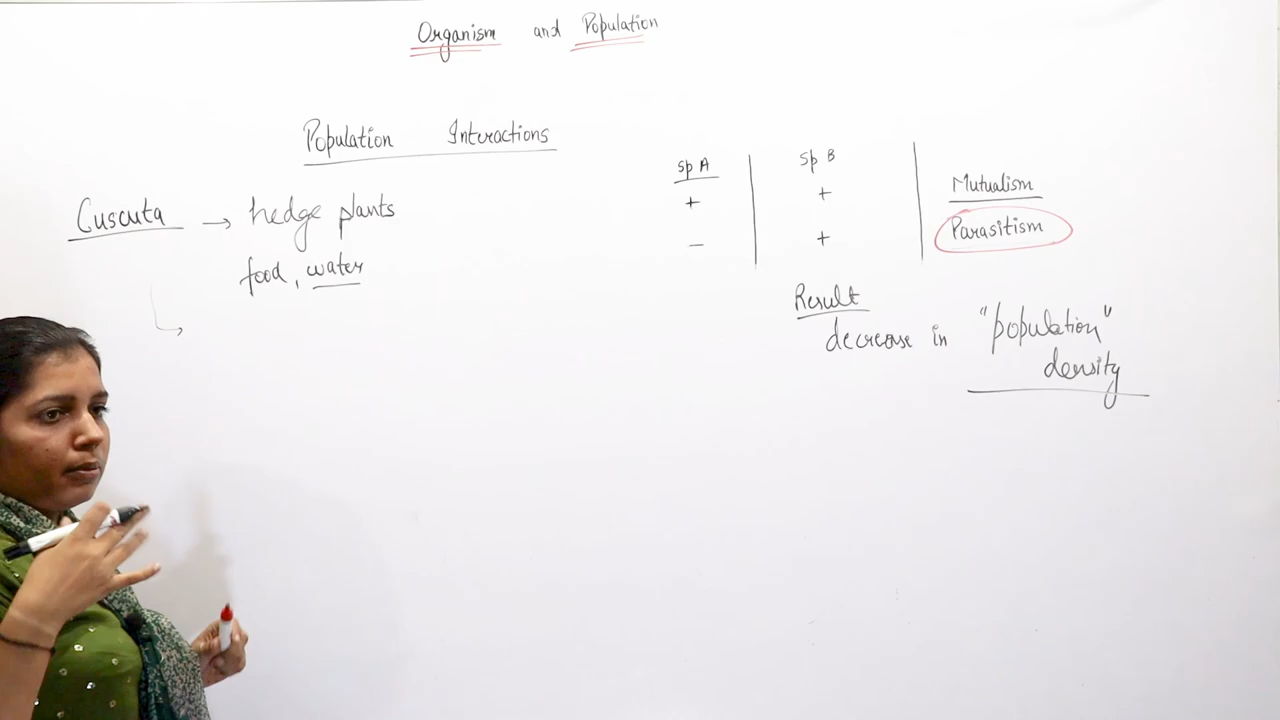 Organism and Population
Population Interactions
Cuscuta → hedge plants
food, water
Sp A | Sp B
+ | + | Mutualism
− | + | Parasitism
Result
decrease in "population"
density